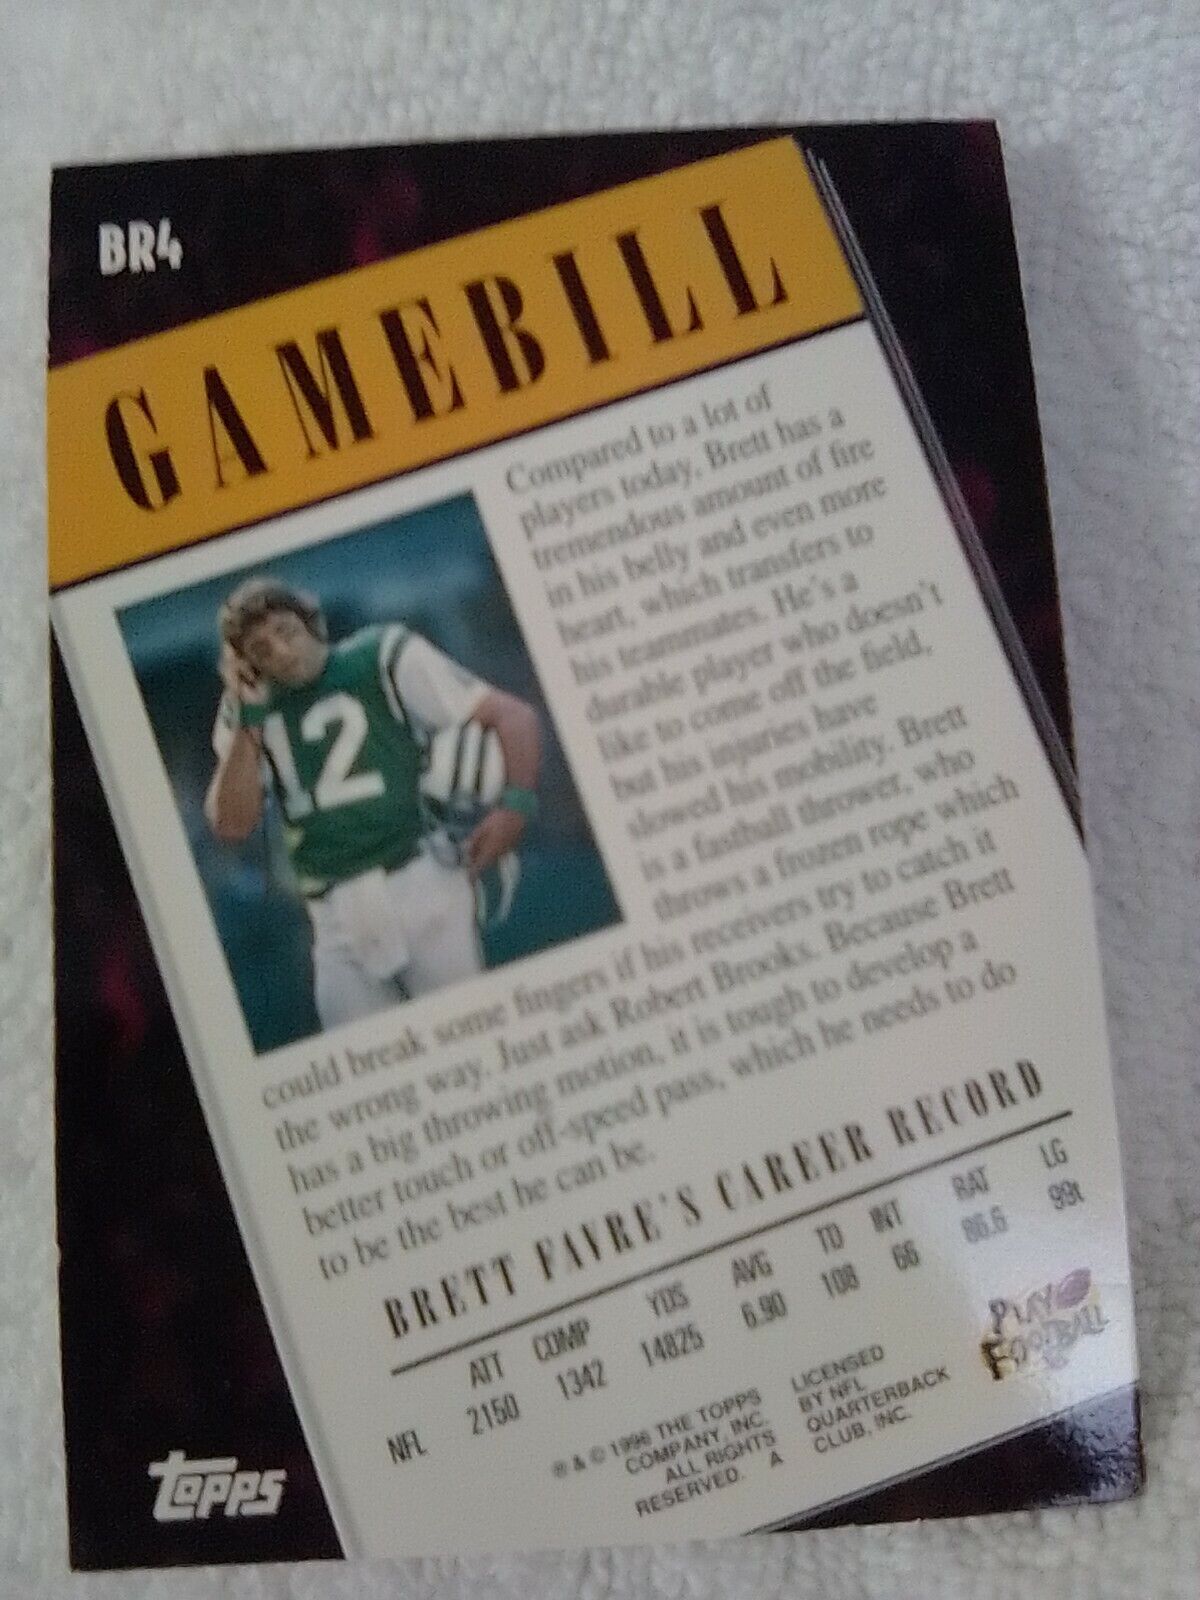 BR4
GAMEBILL
Compared to a lot of
players today, Brett has a
tremendous amount of fire
in his belly and even more
heart, which transfers to
his teammates. He's a
durable player who doesn't
like to come off the field,
but his injuries have
slowed his mobility. Brett
is a fastball thrower, who
throws a frozen rope which
could break some fingers if his receivers try to catch it
the wrong way. Just ask Robert Brooks. Because Brett
has a big throwing motion, it is tough to develop a
better touch or off-speed pass, which he needs to do
to be the best he can be.
12
BRETT FAVRE'S CAREER RECORD
ATT COMP YDS AVG TD INT RAT LG
NFL 2150 1342 14825 6.90 108 66 86.6 99t
® & © 1996 THE TOPPS
COMPANY, INC.
ALL RIGHTS
RESERVED. A
LICENSED
BY NFL
QUARTERBACK
CLUB, INC.
PLAY
FOOTBALL
TOPPS